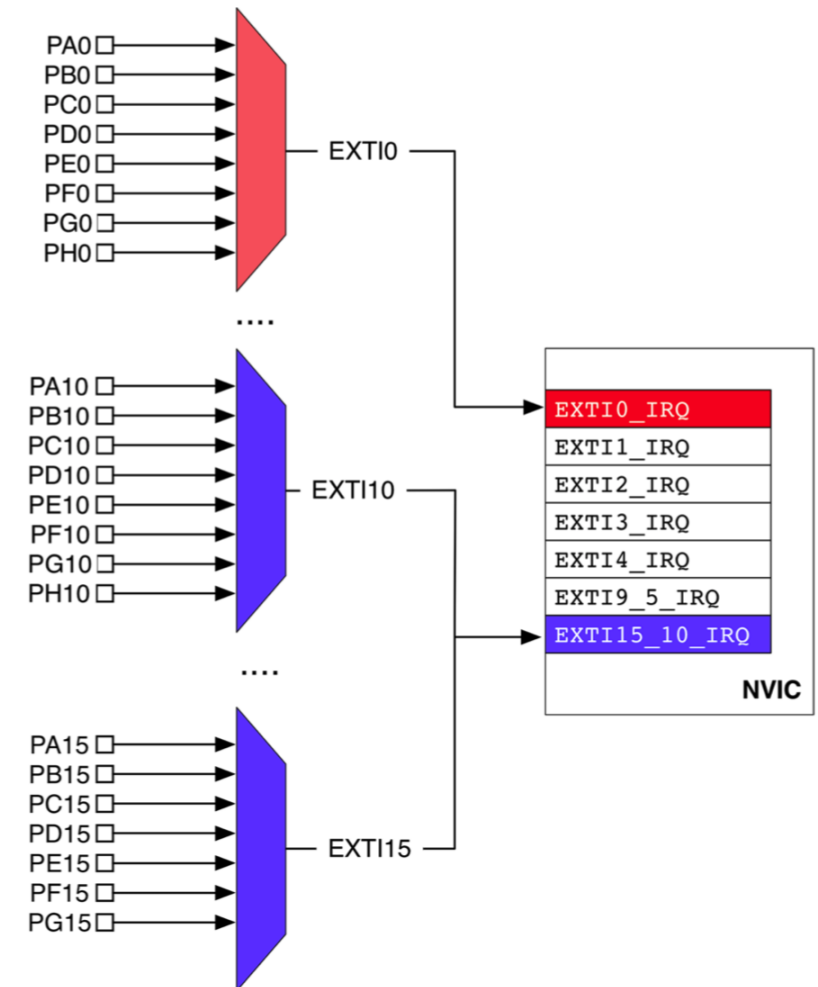 PA0
PB0
PC0
PD0
PE0
PF0
PG0
PH0
EXTI0
....
PA10
PB10
PC10
PD10
PE10
PF10
PG10
PH10
EXTI10
....
PA15
PB15
PC15
PD15
PE15
PF15
PG15
EXTI15
EXTI0_IRQ
EXTI1_IRQ
EXTI2_IRQ
EXTI3_IRQ
EXTI4_IRQ
EXTI9_5_IRQ
EXTI15_10_IRQ
NVIC